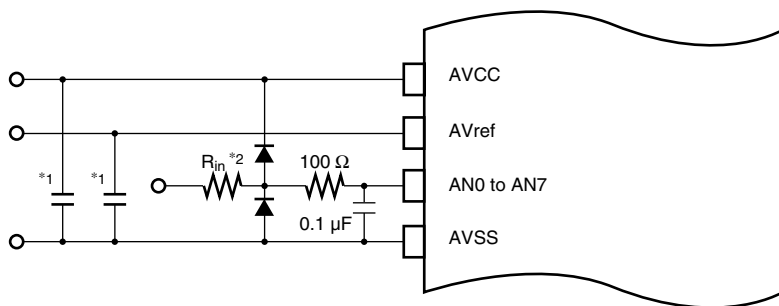 AVCC
AVref
*1
*1
Rin *2
100 Ω
AN0 to AN7
0.1 µF
AVSS